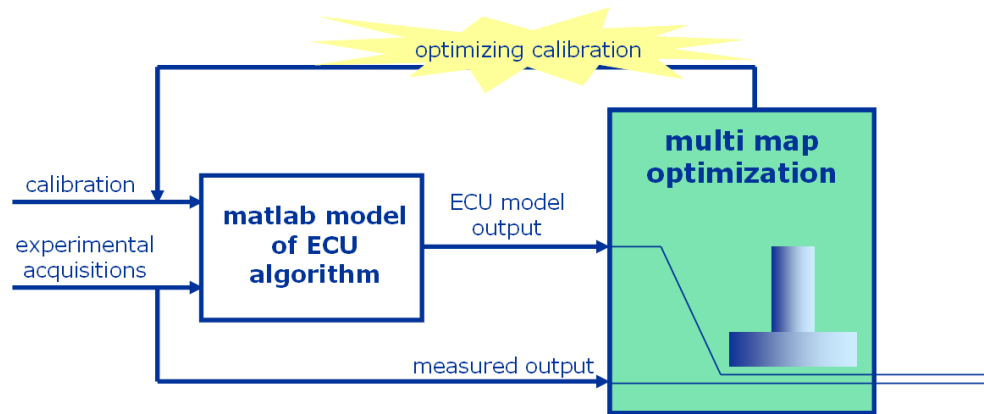 optimizing calibration
multi map
optimization
calibration
matlab model
of ECU
algorithm
ECU model
output
experimental
acquisitions
measured output